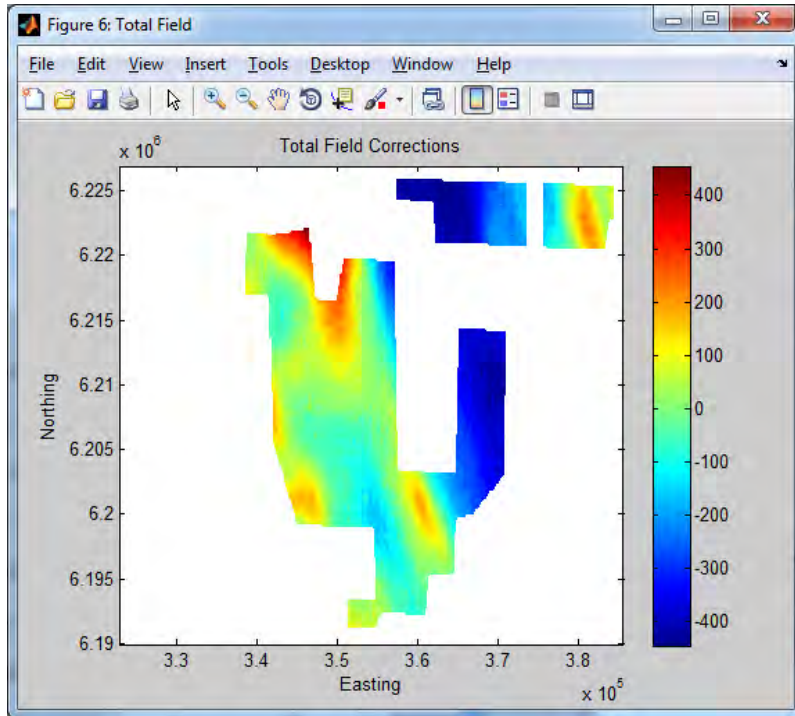 Figure 6: Total Field
File Edit View Insert Tools Desktop Window Help
x 10^6
Total Field Corrections
6.225
6.22
6.215
6.21
6.205
6.2
6.195
6.19
Northing
3.3 3.4 3.5 3.6 3.7 3.8
Easting
x 10^5
400
300
200
100
0
-100
-200
-300
-400